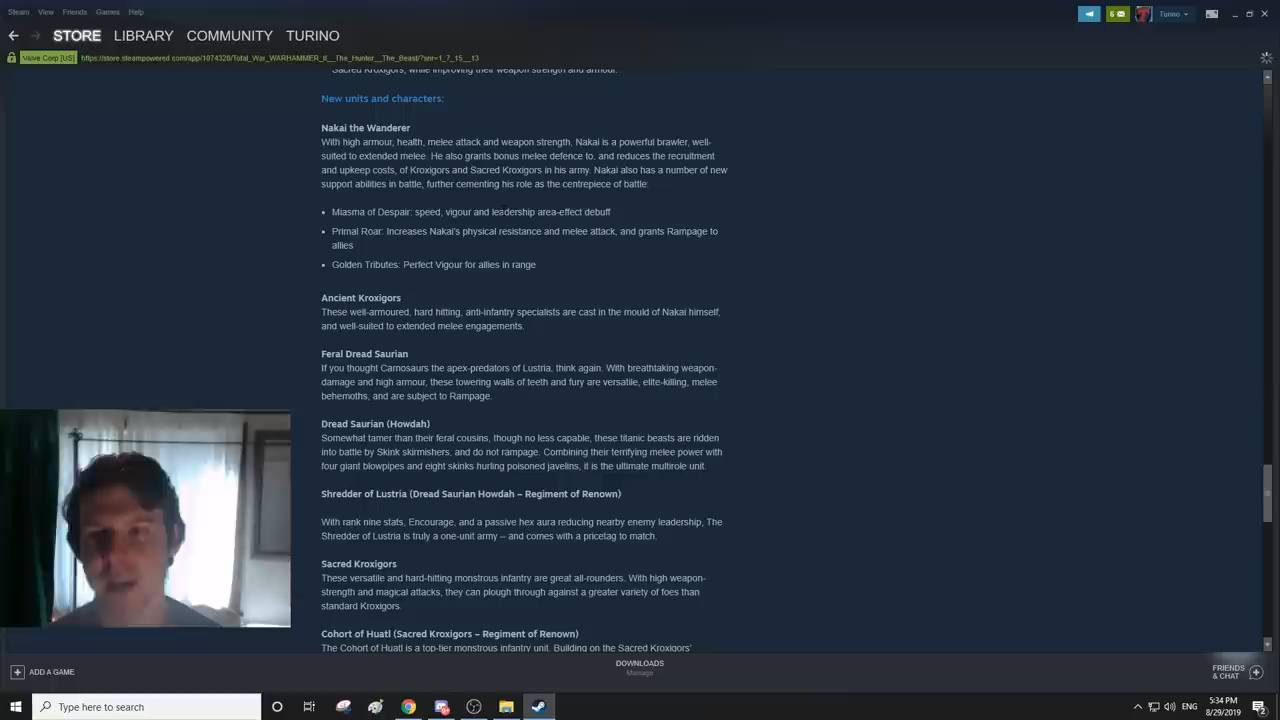 Steam View Friends Games Help
6
Turino
STORE LIBRARY COMMUNITY TURINO
Valve Corp [US] https://store.steampowered.com/app/1074320/Total_War_WARHAMMER_II__The_Hunter__The_Beast/?snr=1_7_15__13
Sacred Kroxigors, while improving their weapon strength and armour.
New units and characters:
Nakai the Wanderer
With high armour, health, melee attack and weapon strength, Nakai is a powerful brawler, well-
suited to extended melee. He also grants bonus melee defence to, and reduces the recruitment
and upkeep costs, of Kroxigors and Sacred Kroxigors in his army. Nakai also has a number of new
support abilities in battle, further cementing his role as the centrepiece of battle:
• Miasma of Despair: speed, vigour and leadership area-effect debuff
• Primal Roar: Increases Nakai's physical resistance and melee attack, and grants Rampage to
allies
• Golden Tributes: Perfect Vigour for allies in range
Ancient Kroxigors
These well-armoured, hard hitting, anti-infantry specialists are cast in the mould of Nakai himself,
and well-suited to extended melee engagements.
Feral Dread Saurian
If you thought Carnosaurs the apex-predators of Lustria, think again. With breathtaking weapon-
damage and high armour, these towering walls of teeth and fury are versatile, elite-killing, melee
behemoths, and are subject to Rampage.
Dread Saurian (Howdah)
Somewhat tamer than their feral cousins, though no less capable, these titanic beasts are ridden
into battle by Skink skirmishers, and do not rampage. Combining their terrifying melee power with
four giant blowpipes and eight skinks hurling poisoned javelins, it is the ultimate multirole unit.
Shredder of Lustria (Dread Saurian Howdah – Regiment of Renown)
With rank nine stats, Encourage, and a passive hex aura reducing nearby enemy leadership, The
Shredder of Lustria is truly a one-unit army – and comes with a pricetag to match.
Sacred Kroxigors
These versatile and hard-hitting monstrous infantry are great all-rounders. With high weapon-
strength and magical attacks, they can plough through against a greater variety of foes than
standard Kroxigors.
Cohort of Huatl (Sacred Kroxigors – Regiment of Renown)
The Cohort of Huatl is a top-tier monstrous infantry unit. Building on the Sacred Kroxigors'
ADD A GAME
DOWNLOADS
Manage
FRIENDS
& CHAT
Type here to search
ENG
5:34 PM
8/29/2019
2